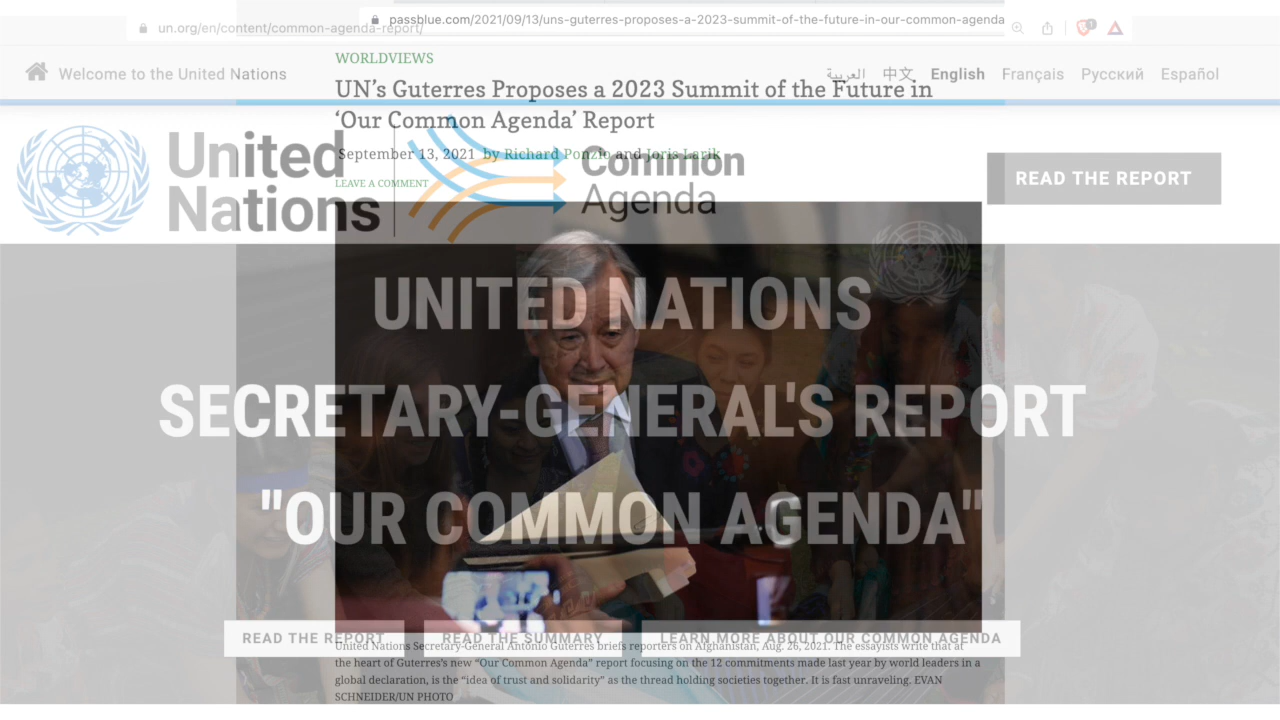 passblue.com/2021/09/13/uns-guterres-proposes-a-2023-summit-of-the-future-in-our-common-agenda
un.org/en/content/common-agenda-report/
1
WORLDVIEWS
Welcome to the United Nations
العربية 中文 English Français Русский Español
UN’s Guterres Proposes a 2023 Summit of the Future in
‘Our Common Agenda’ Report
September 13, 2021 by Richard Ponzio and Joris Larik
LEAVE A COMMENT
United
Nations
Common
Agenda
READ THE REPORT
UNITED NATIONS
SECRETARY-GENERAL'S REPORT
"OUR COMMON AGENDA"
READ THE REPORT
READ THE SUMMARY
LEARN MORE ABOUT OUR COMMON AGENDA
United Nations Secretary-General António Guterres briefs reporters on Afghanistan, Aug. 26, 2021. The essayists write that at
the heart of Guterres’s new “Our Common Agenda” report focusing on the 12 commitments made last year by world leaders in a
global declaration, is the “idea of trust and solidarity” as the thread holding societies together. It is fast unraveling. EVAN
SCHNEIDER/UN PHOTO